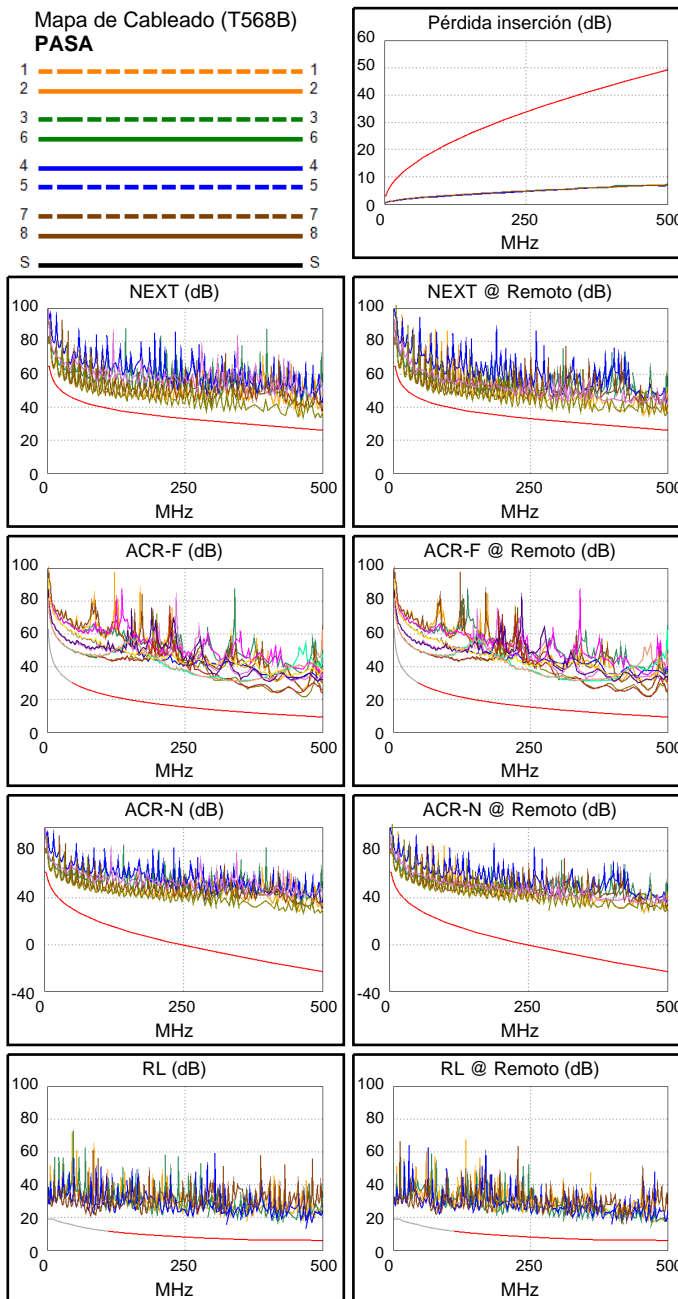 Mapa de Cableado (T568B)
PASA
1 1
2 2
3 3
6 6
4 4
5 5
7 7
8 8
S S
Pérdida inserción (dB)
60
50
40
30
20
10
0
0 250 500
MHz
NEXT (dB)
100
80
60
40
20
0
0 250 500
MHz
NEXT @ Remoto (dB)
100
80
60
40
20
0
0 250 500
MHz
ACR-F (dB)
100
80
60
40
20
0
0 250 500
MHz
ACR-F @ Remoto (dB)
100
80
60
40
20
0
0 250 500
MHz
ACR-N (dB)
80
40
0
-40
0 250 500
MHz
ACR-N @ Remoto (dB)
80
40
0
-40
0 250 500
MHz
RL (dB)
100
80
60
40
20
0
0 250 500
MHz
RL @ Remoto (dB)
100
80
60
40
20
0
0 250 500
MHz